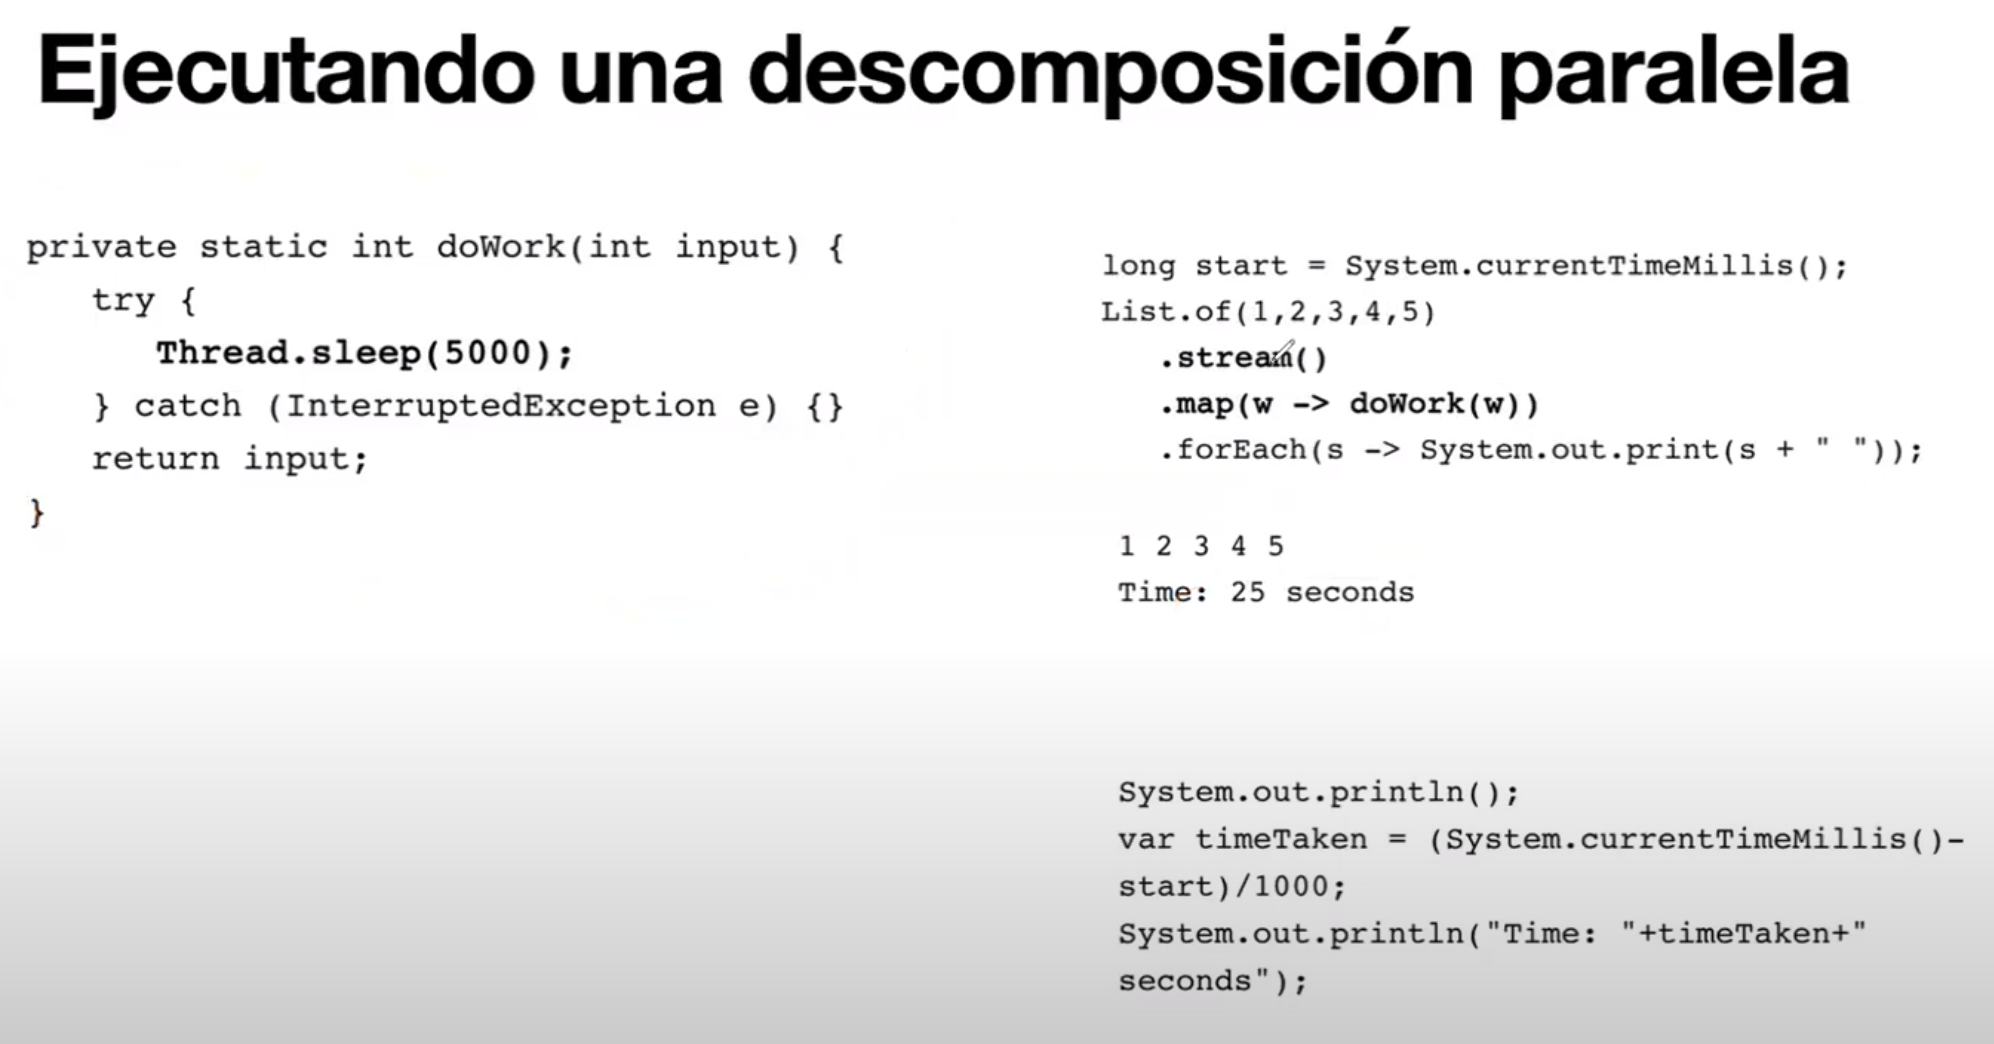 Ejecutando una descomposición paralela
private static int doWork(int input) {
try {
Thread.sleep(5000);
} catch (InterruptedException e) {}
return input;
}
long start = System.currentTimeMillis();
List.of(1,2,3,4,5)
.stream()
.map(w -> doWork(w))
.forEach(s -> System.out.print(s + " "));
1 2 3 4 5
Time: 25 seconds
System.out.println();
var timeTaken = (System.currentTimeMillis()-
start)/1000;
System.out.println("Time: "+timeTaken+"
seconds");